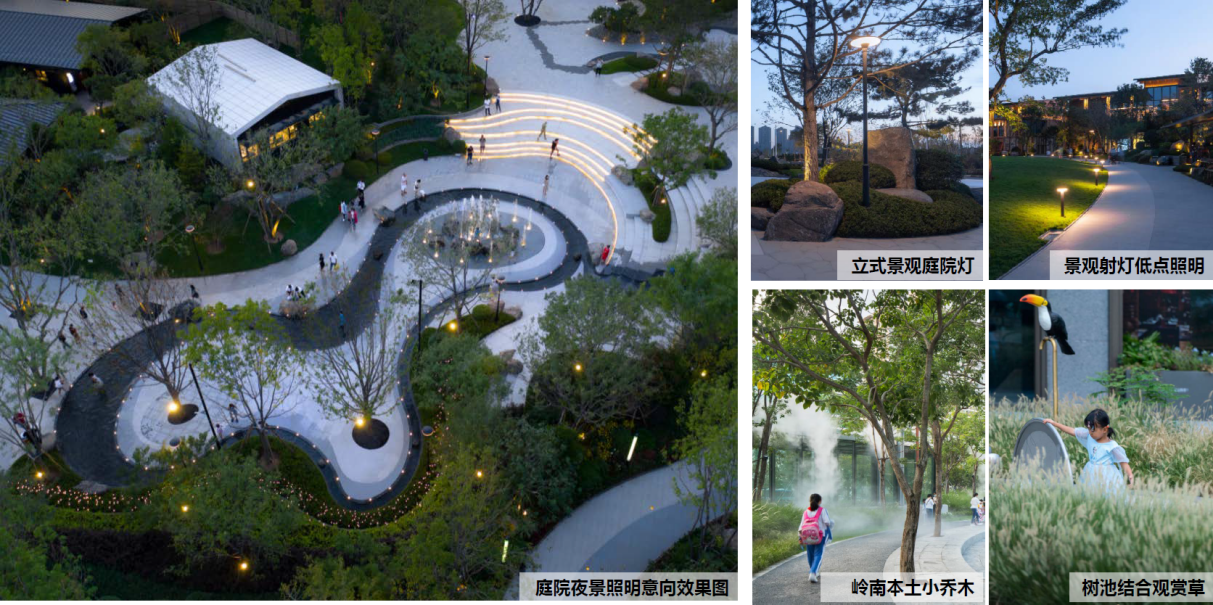 立式景观庭院灯
景观射灯低点照明
庭院夜景照明意向效果图
岭南本土小乔木
树池结合观赏草